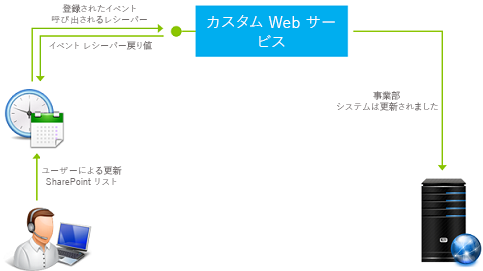 登録されたイベント
呼び出されるレシーバー
イベント レシーバー戻り値
カスタム Web サー
ビス
事業部
システムは更新されました
ユーザーによる更新
SharePoint リスト